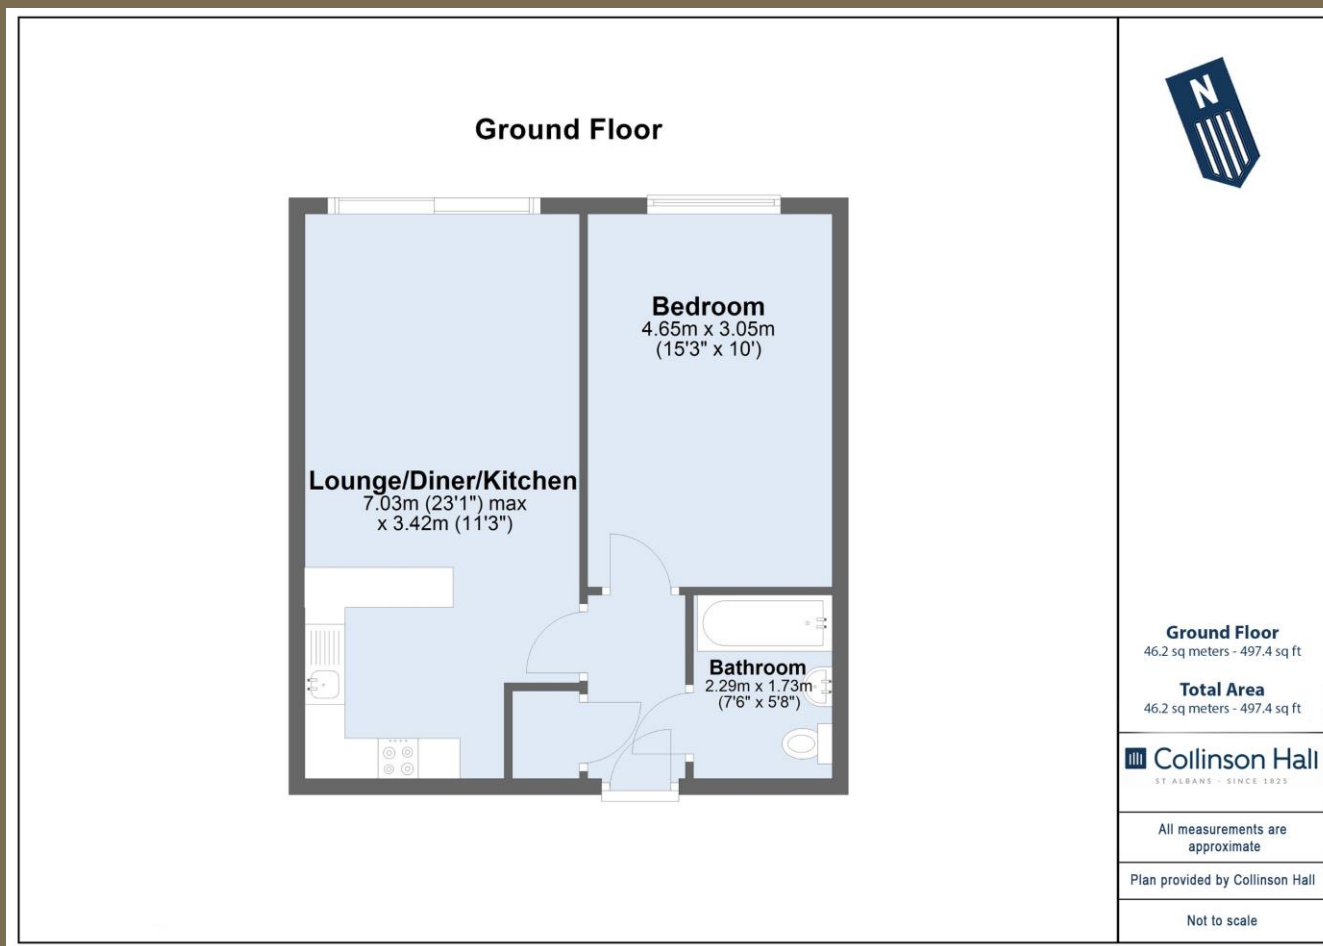 Ground Floor
Bedroom
4.65m x 3.05m
(15'3" x 10')
Lounge/Diner/Kitchen
7.03m (23'1") max
x 3.42m (11'3")
Bathroom
2.29m x 1.73m
(7'6" x 5'8")
N
Ground Floor
46.2 sq meters - 497.4 sq ft
Total Area
46.2 sq meters - 497.4 sq ft
Collinson Hall
ST ALBANS - SINCE 1825
All measurements are
approximate
Plan provided by Collinson Hall
Not to scale